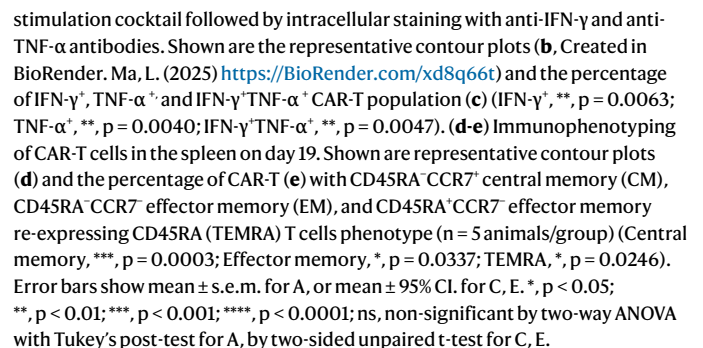 stimulation cocktail followed by intracellular staining with anti-IFN-γ and anti-
TNF-α antibodies. Shown are the representative contour plots (b, Created in
BioRender. Ma, L. (2025) https://BioRender.com/xd8q66t) and the percentage
of IFN-γ⁺, TNF-α ⁺, and IFN-γ⁺TNF-α ⁺ CAR-T population (c) (IFN-γ⁺, **, p = 0.0063;
TNF-α⁺, **, p = 0.0040; IFN-γ⁺TNF-α⁺, **, p = 0.0047). (d-e) Immunophenotyping
of CAR-T cells in the spleen on day 19. Shown are representative contour plots
(d) and the percentage of CAR-T (e) with CD45RA⁻CCR7⁺ central memory (CM),
CD45RA⁻CCR7⁻ effector memory (EM), and CD45RA⁺CCR7⁻ effector memory
re-expressing CD45RA (TEMRA) T cells phenotype (n = 5 animals/group) (Central
memory, ***, p = 0.0003; Effector memory, *, p = 0.0337; TEMRA, *, p = 0.0246).
Error bars show mean ± s.e.m. for A, or mean ± 95% CI. for C, E. *, p < 0.05;
**, p < 0.01; ***, p < 0.001; ****, p < 0.0001; ns, non-significant by two-way ANOVA
with Tukey's post-test for A, by two-sided unpaired t-test for C, E.